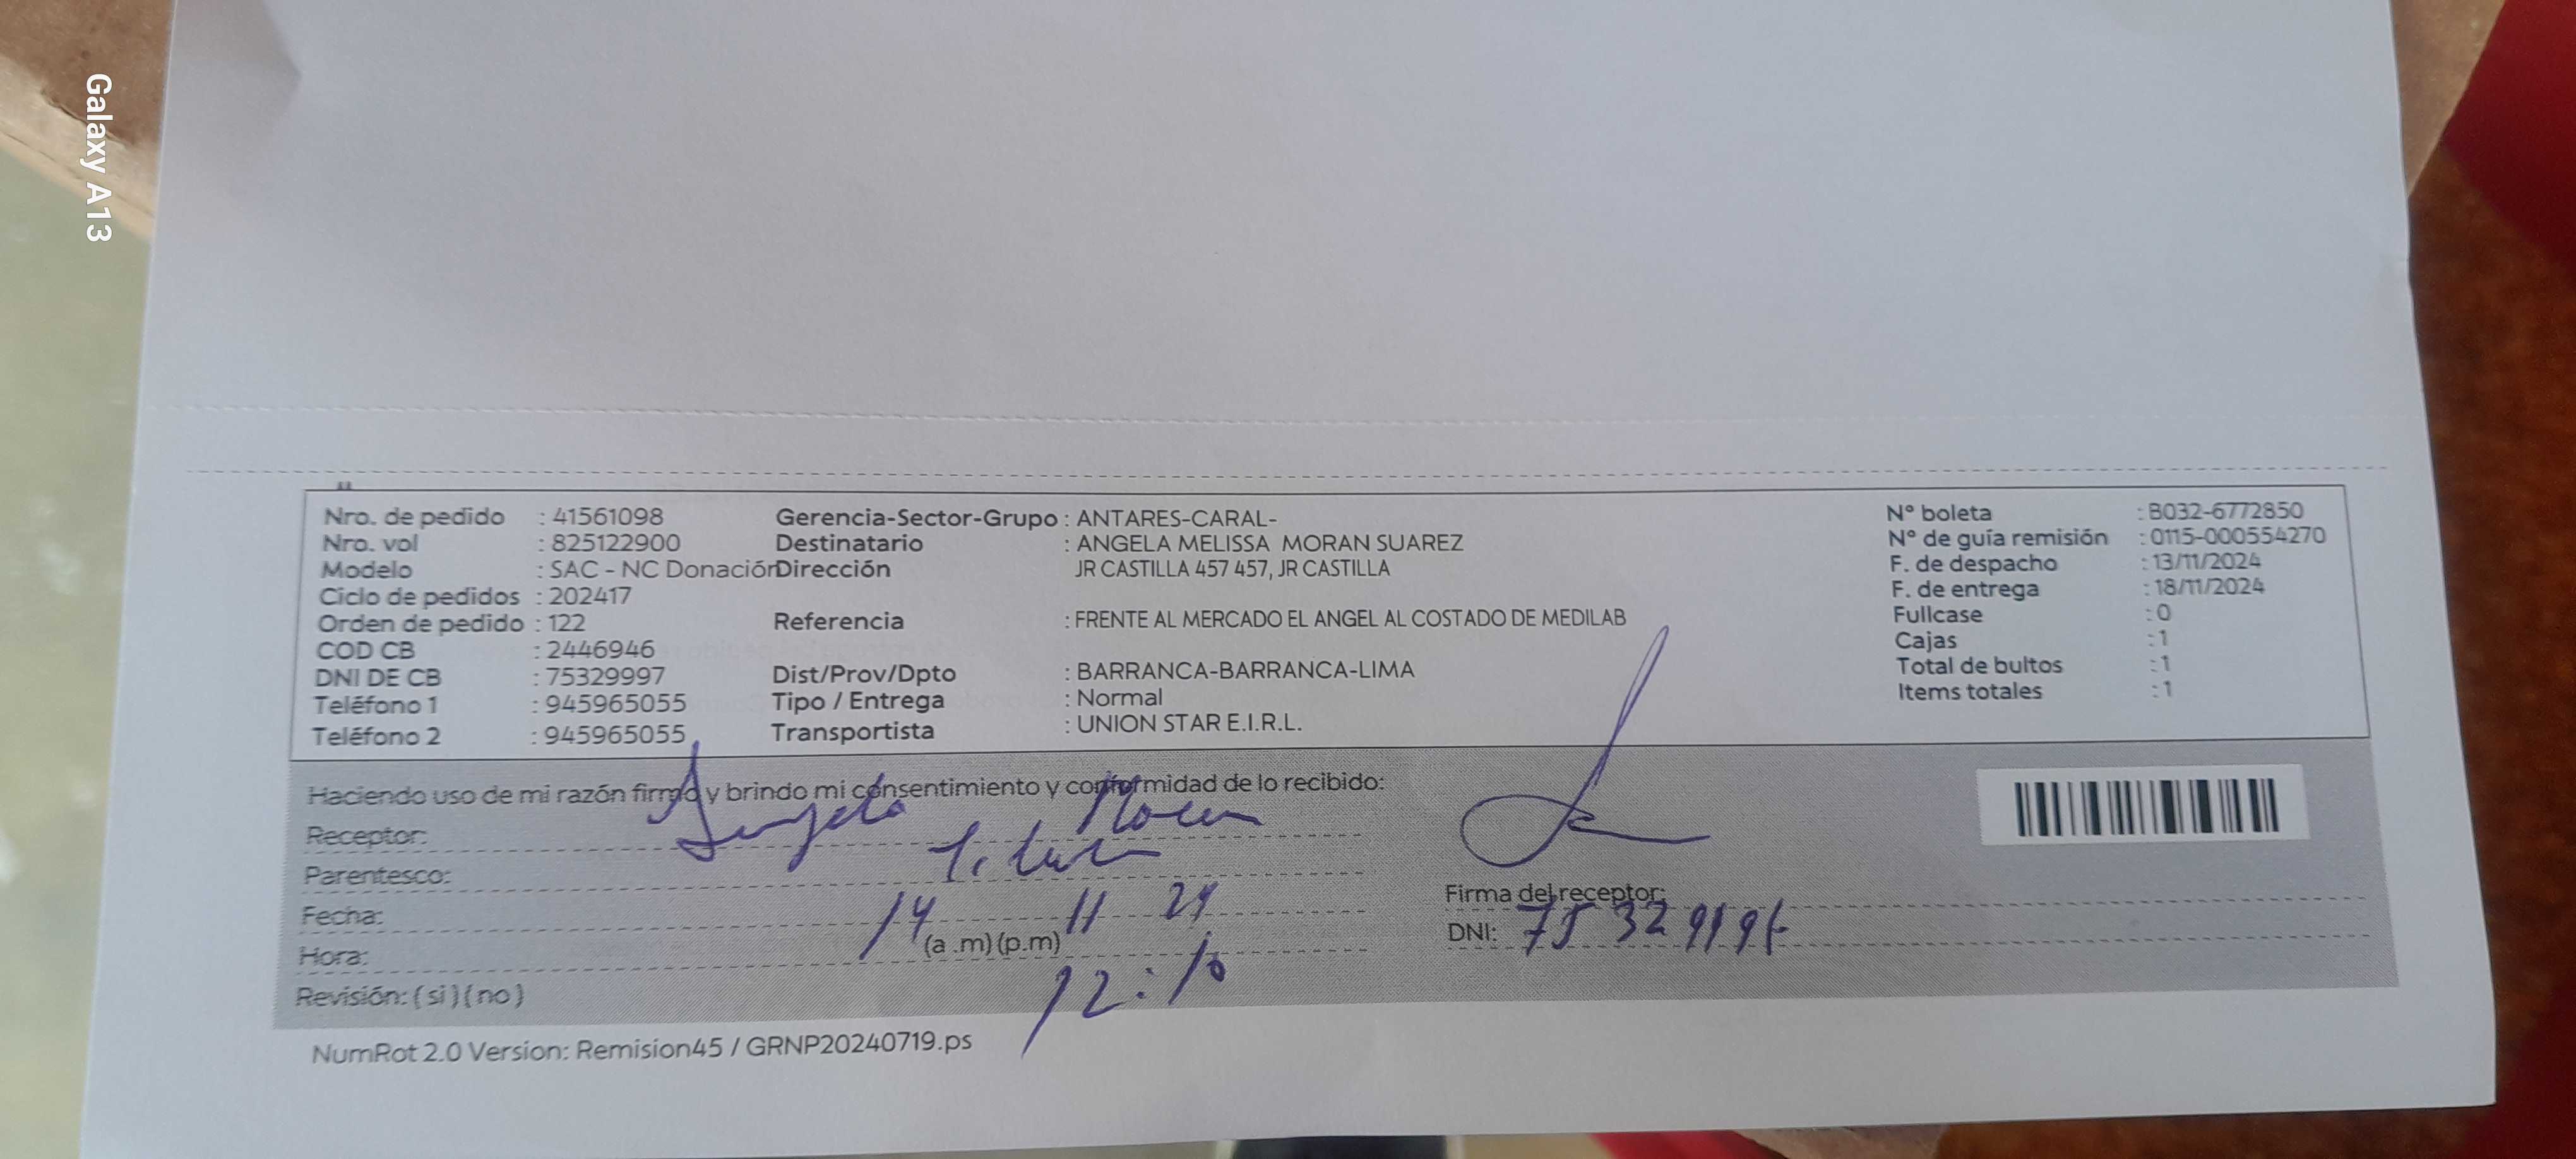 Galaxy A13
Nro. de pedido : 41561098
Nro. vol : 825122900
Modelo : SAC - NC Donación
Ciclo de pedidos : 202417
Orden de pedido : 122
COD CB : 2446946
DNI DE CB : 75329997
Teléfono 1 : 945965055
Teléfono 2 : 945965055
Gerencia-Sector-Grupo : ANTARES-CARAL-
Destinatario : ANGELA MELISSA MORAN SUAREZ
Dirección JR CASTILLA 457 457, JR CASTILLA
Referencia : FRENTE AL MERCADO EL ANGEL AL COSTADO DE MEDILAB
Dist/Prov/Dpto : BARRANCA-BARRANCA-LIMA
Tipo / Entrega : Normal
Transportista : UNION STAR E.I.R.L.
N° boleta : B032-6772850
N° de guía remisión : 0115-000554270
F. de despacho : 13/11/2024
F. de entrega : 18/11/2024
Fullcase : 0
Cajas : 1
Total de bultos : 1
Items totales : 1
Haciendo uso de mi razón firmo y brindo mi consentimiento y conformidad de lo recibido:
Receptor: Angela Moran
Parentesco: Titular
Fecha: 14 11 24
Hora: (a .m) (p.m) 12:10
Revisión: ( si ) ( no )
Firma del receptor:
DNI: 75329997
NumRot 2.0 Version: Remision45 / GRNP20240719.ps